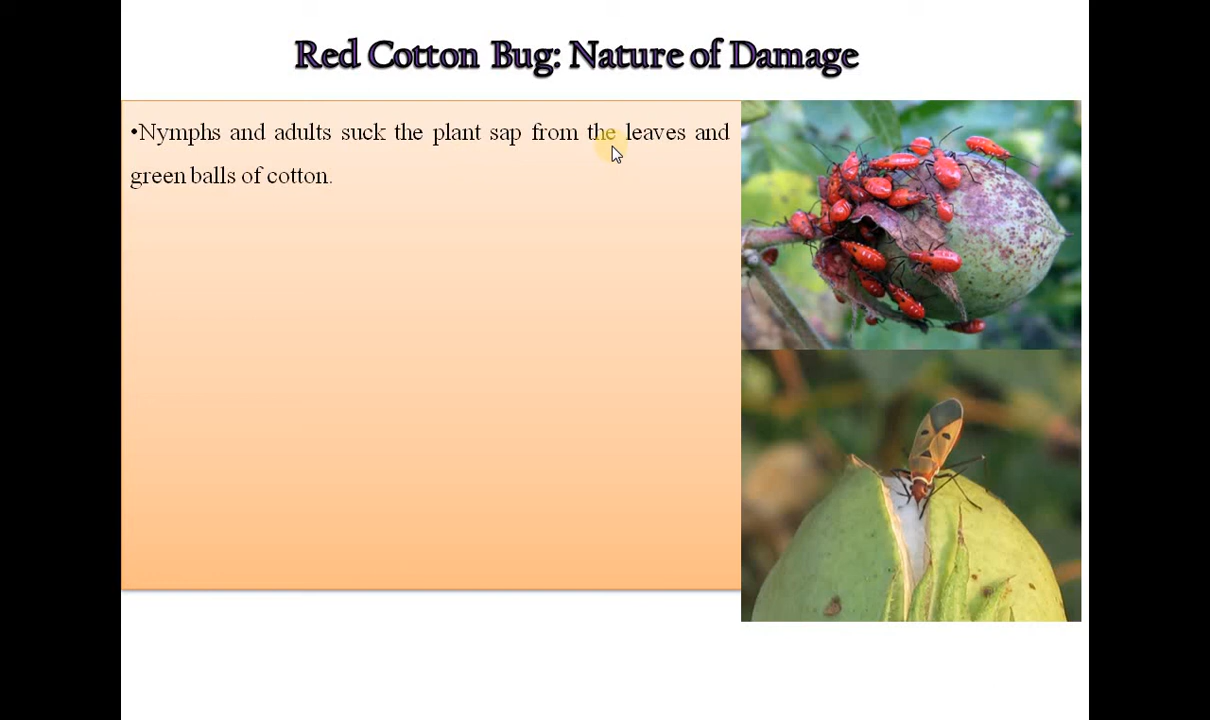 Red Cotton Bug: Nature of Damage
•Nymphs and adults suck the plant sap from the leaves and
green balls of cotton.